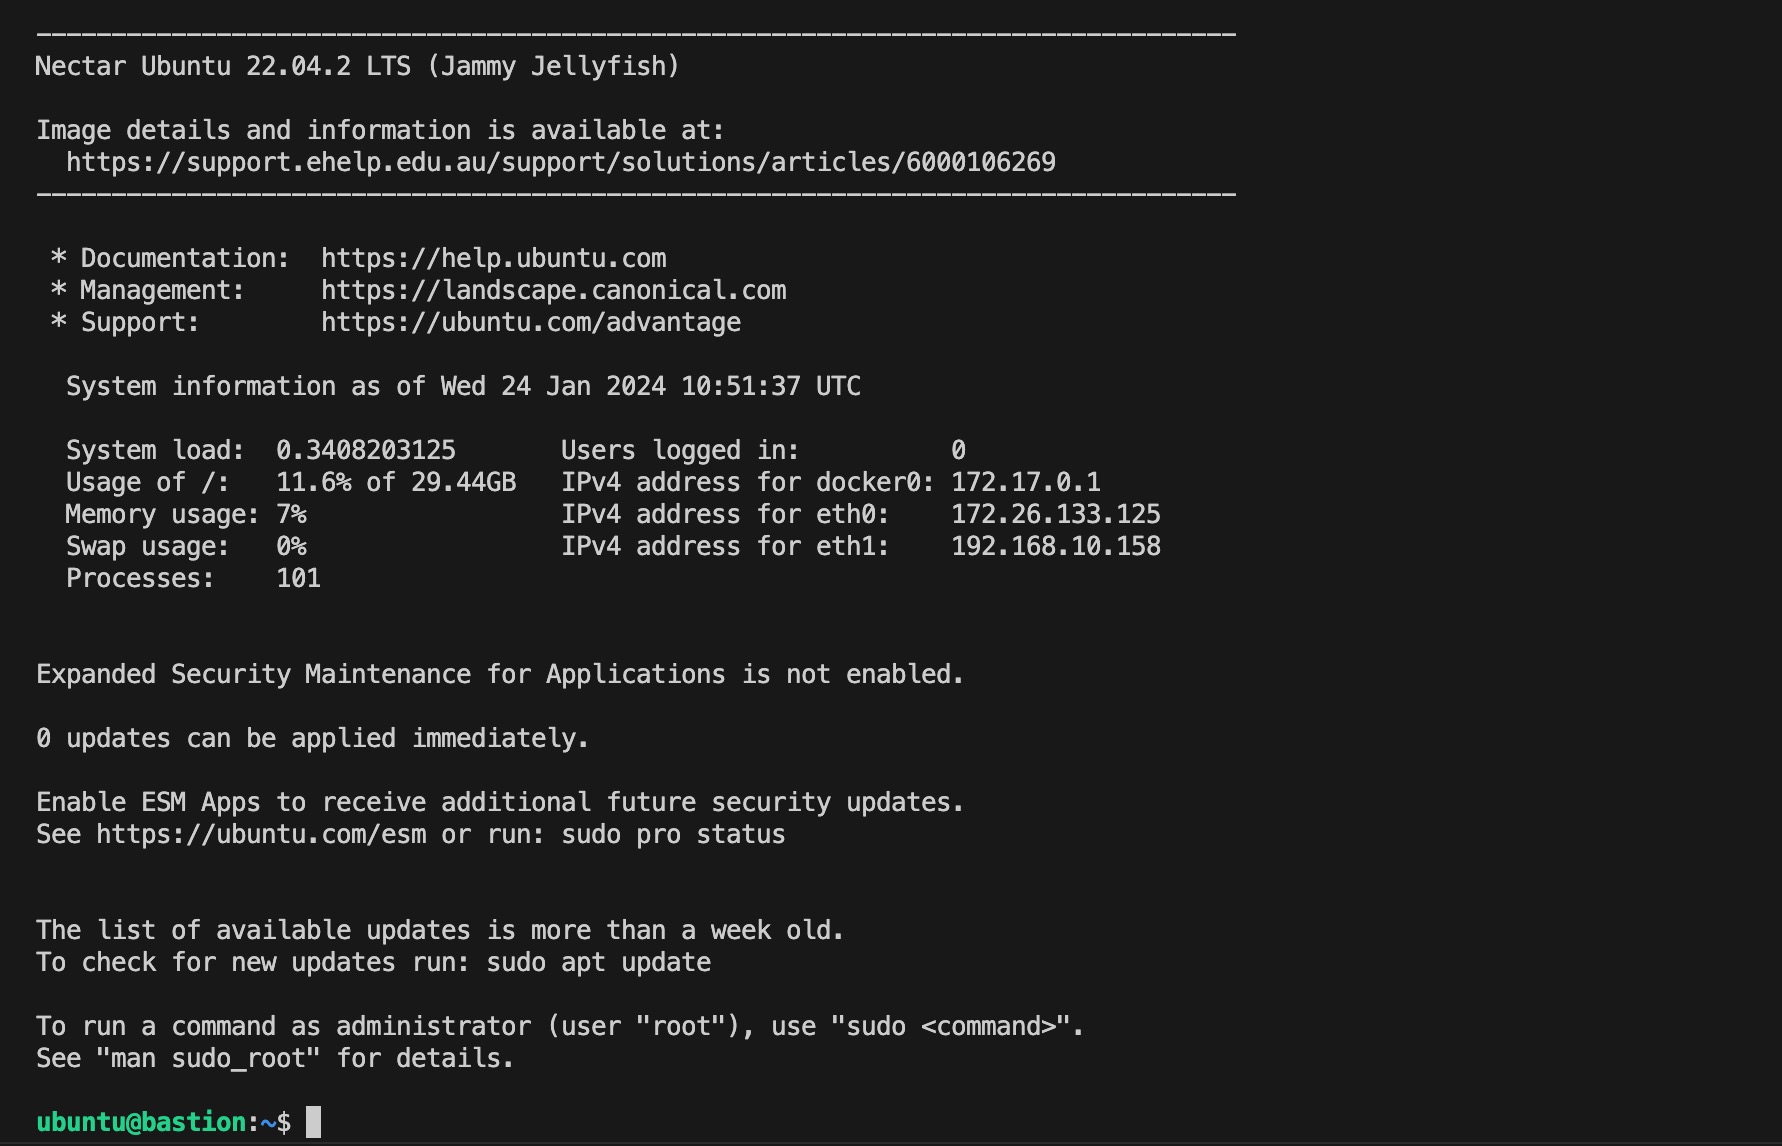 --------------------------------------------------------------------------------
Nectar Ubuntu 22.04.2 LTS (Jammy Jellyfish)
Image details and information is available at:
  https://support.ehelp.edu.au/support/solutions/articles/6000106269
--------------------------------------------------------------------------------
 * Documentation:  https://help.ubuntu.com
 * Management:     https://landscape.canonical.com
 * Support:        https://ubuntu.com/advantage
  System information as of Wed 24 Jan 2024 10:51:37 UTC
  System load:  0.3408203125       Users logged in:          0
  Usage of /:   11.6% of 29.44GB   IPv4 address for docker0: 172.17.0.1
  Memory usage: 7%                 IPv4 address for eth0:    172.26.133.125
  Swap usage:   0%                 IPv4 address for eth1:    192.168.10.158
  Processes:    101
Expanded Security Maintenance for Applications is not enabled.
0 updates can be applied immediately.
Enable ESM Apps to receive additional future security updates.
See https://ubuntu.com/esm or run: sudo pro status
The list of available updates is more than a week old.
To check for new updates run: sudo apt update
To run a command as administrator (user "root"), use "sudo <command>".
See "man sudo_root" for details.
ubuntu@bastion:~$